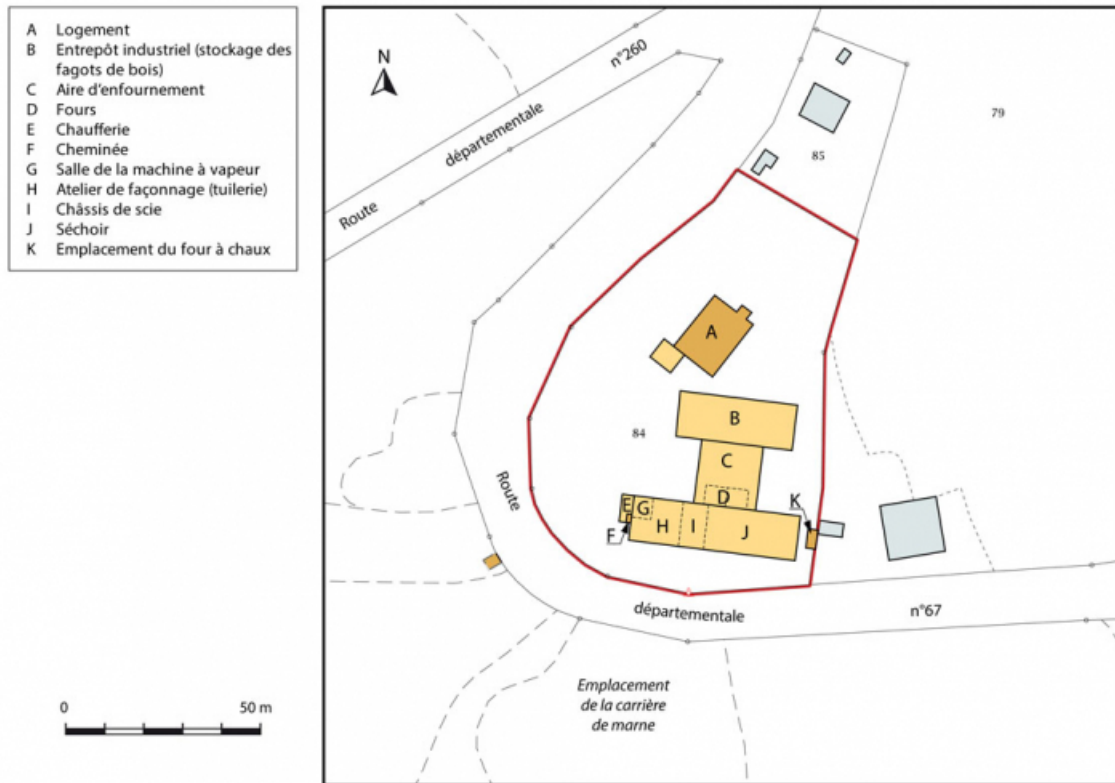 A Logement
B Entrepôt industriel (stockage des
fagots de bois)
C Aire d'enfournement
D Fours
E Chaufferie
F Cheminée
G Salle de la machine à vapeur
H Atelier de façonnage (tuilerie)
I Châssis de scie
J Séchoir
K Emplacement du four à chaux
N
Route
départementale
n°260
79
85
A
B
84
C
D
K
E
G
F
H
I
J
Route
départementale
n°67
Emplacement
de la carrière
de marne
0
50 m